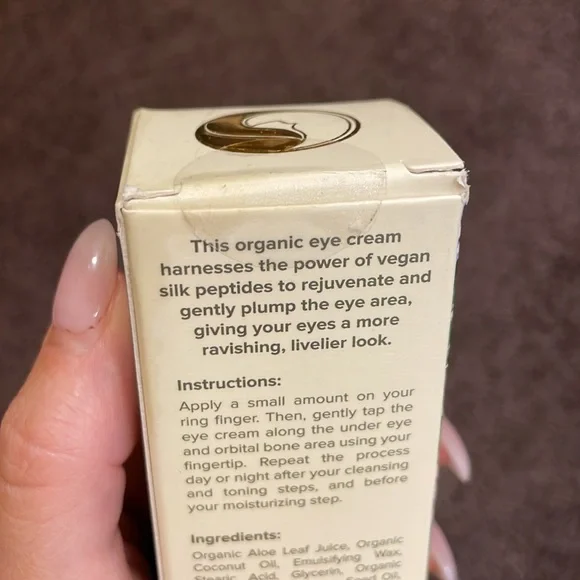 This organic eye cream
harnesses the power of vegan
silk peptides to rejuvenate and
gently plump the eye area,
giving your eyes a more
ravishing, livelier look.
Instructions:
Apply a small amount on your
ring finger. Then, gently tap the
eye cream along the under eye
and orbital bone area using your
fingertip. Repeat the process
day or night after your cleansing
and toning steps, and before
your moisturizing step.
Ingredients:
Organic Aloe Leaf Juice, Organic
Coconut Oil, Emulsifying Wax,
Stearic Acid, Glycerin, Organic
Seed Oil,